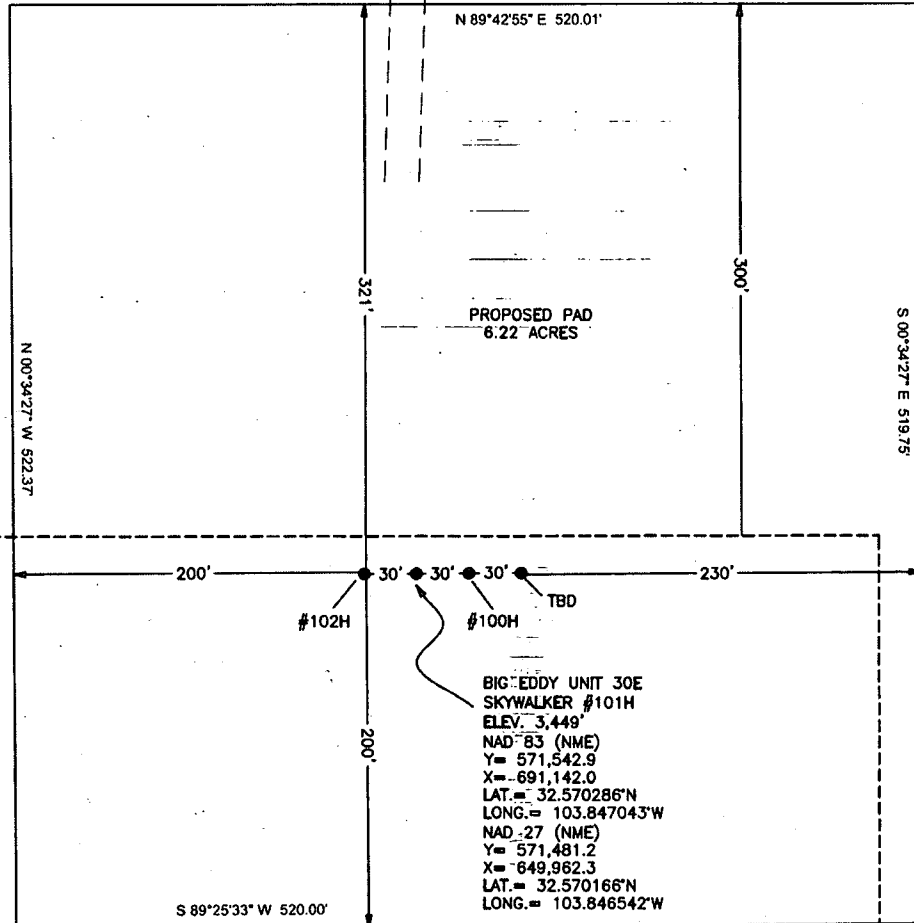 N 89°42'55" E 520.01'
321'
300'
PROPOSED PAD
6.22 ACRES
N 00°34'27" W 522.37'
S 00°34'27" E 519.75'
200' 30' 30' 30' 230'
#102H
#100H
TBD
BIG EDDY UNIT 30E
SKYWALKER #101H
ELEV. 3,449'
NAD 83 (NME)
Y= 571,542.9
X= 691,142.0
LAT.= 32.570286°N
LONG.= 103.847043°W
NAD 27 (NME)
Y= 571,481.2
X= 649,962.3
LAT.= 32.570166°N
LONG.= 103.846542°W
200'
S 89°25'33" W 520.00'